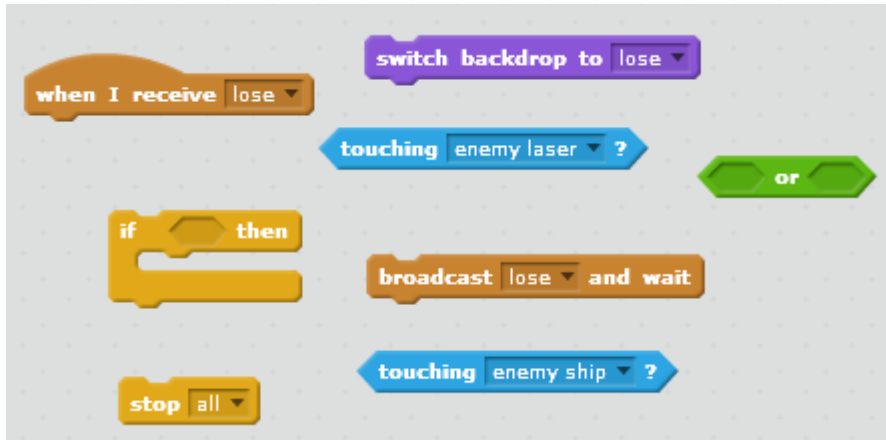 switch backdrop to lose
when I receive lose
touching enemy laser ?
or
if then
broadcast lose and wait
touching enemy ship ?
stop all